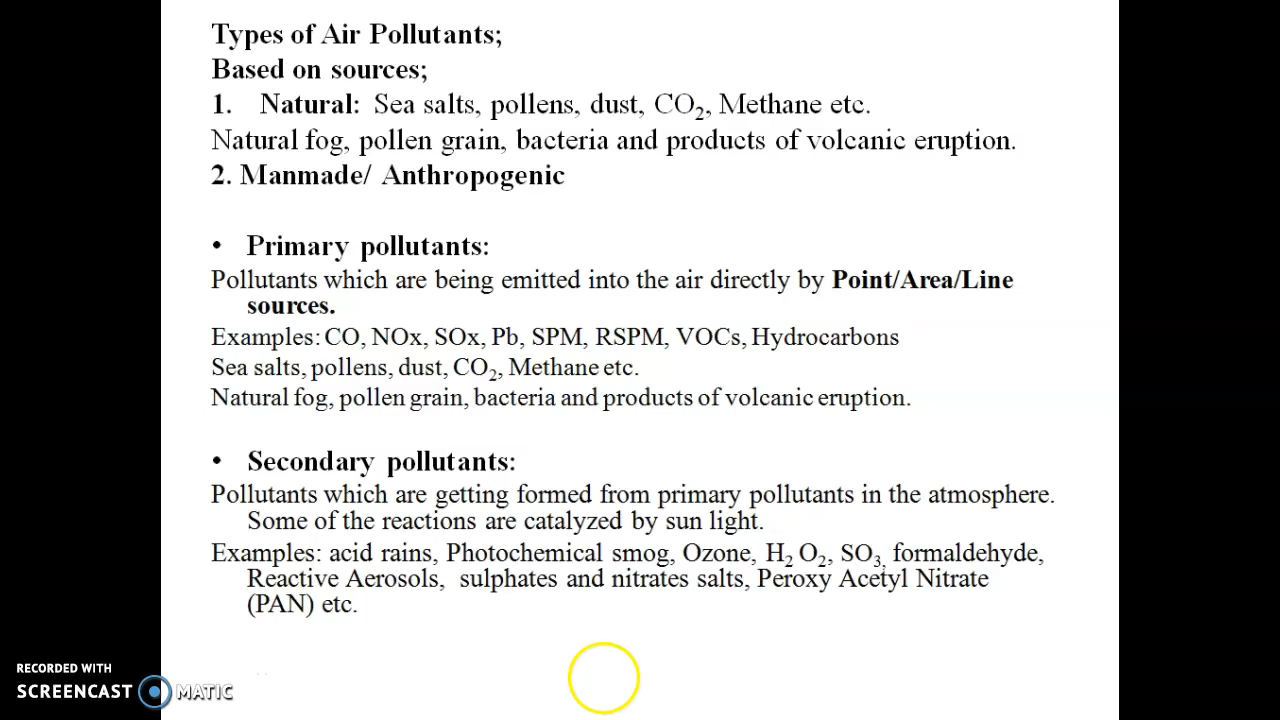 Types of Air Pollutants;
Based on sources;
1. Natural: Sea salts, pollens, dust, CO₂, Methane etc.
Natural fog, pollen grain, bacteria and products of volcanic eruption.
2. Manmade/ Anthropogenic
• Primary pollutants:
Pollutants which are being emitted into the air directly by Point/Area/Line
sources.
Examples: CO, NOx, SOx, Pb, SPM, RSPM, VOCs, Hydrocarbons
Sea salts, pollens, dust, CO₂, Methane etc.
Natural fog, pollen grain, bacteria and products of volcanic eruption.
• Secondary pollutants:
Pollutants which are getting formed from primary pollutants in the atmosphere.
Some of the reactions are catalyzed by sun light.
Examples: acid rains, Photochemical smog, Ozone, H₂ O₂, SO₃, formaldehyde,
Reactive Aerosols, sulphates and nitrates salts, Peroxy Acetyl Nitrate
(PAN) etc.
RECORDED WITH
SCREENCAST MATIC